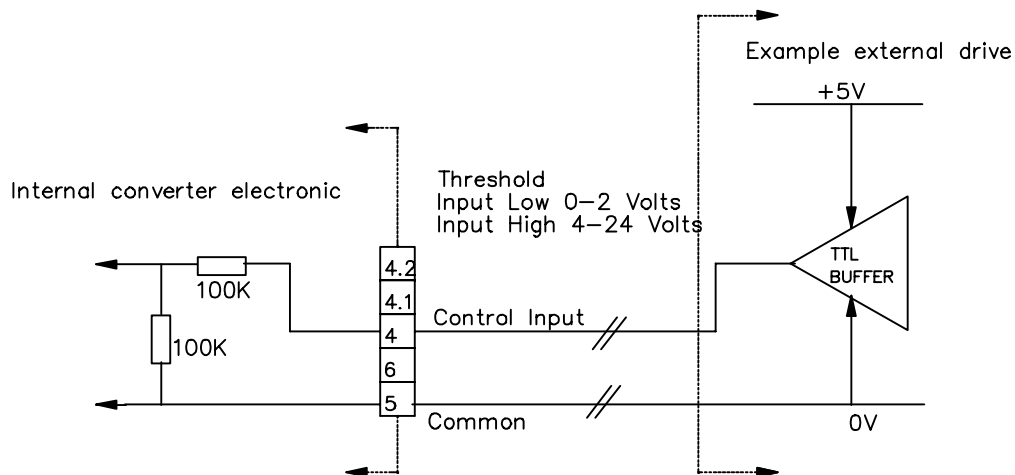 Example external drive
+5V
Internal converter electronic
Threshold
Input Low 0-2 Volts
Input High 4-24 Volts
TTL
BUFFER
4.2
100K
4.1
Control Input
4
100K
6
5
Common
0V